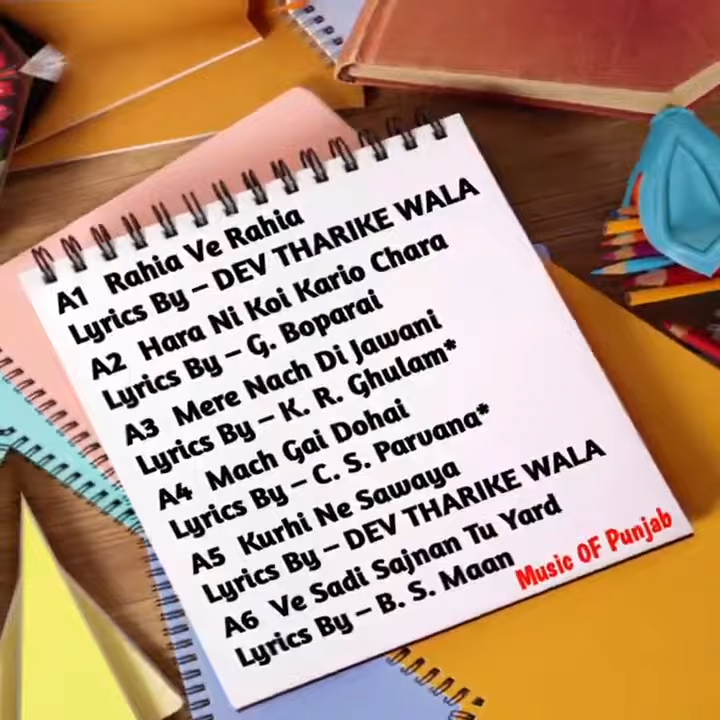 A1 Rahia Ve Rahia
Lyrics By – DEV THARIKE WALA
A2 Hara Ni Koi Kario Chara
Lyrics By – G. Boparai
A3 Mere Nach Di Jawani
Lyrics By – K. R. Ghulam*
A4 Mach Gai Dohai
Lyrics By – C. S. Parvana*
A5 Kurhi Ne Sawaya
Lyrics By – DEV THARIKE WALA
A6 Ve Sadi Sajnan Tu Yard
Lyrics By – B. S. Maan
Music OF Punjab